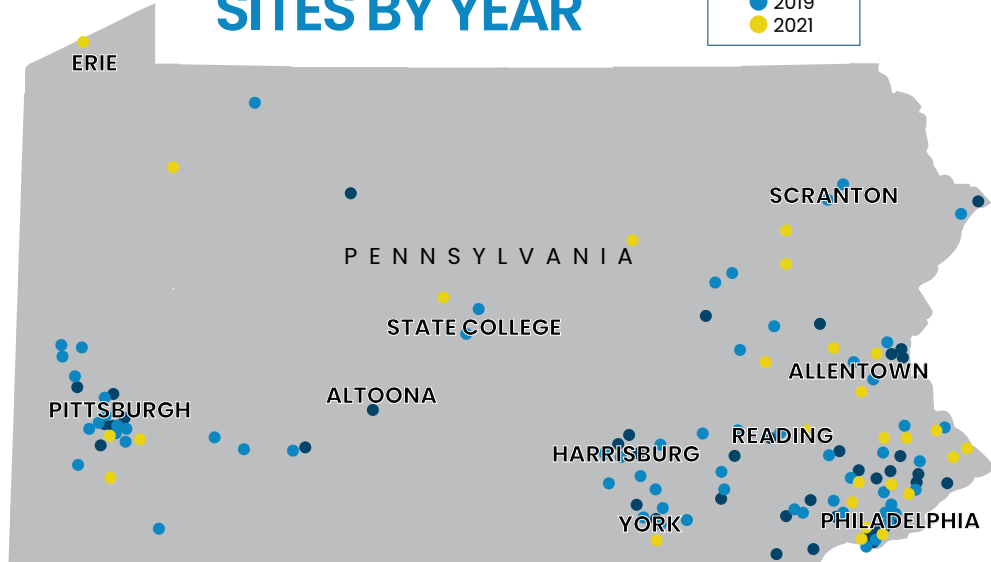 SITES BY YEAR
2019
2021
ERIE
SCRANTON
PENNSYLVANIA
STATE COLLEGE
ALLENTOWN
ALTOONA
PITTSBURGH
READING
HARRISBURG
YORK
PHILADELPHIA